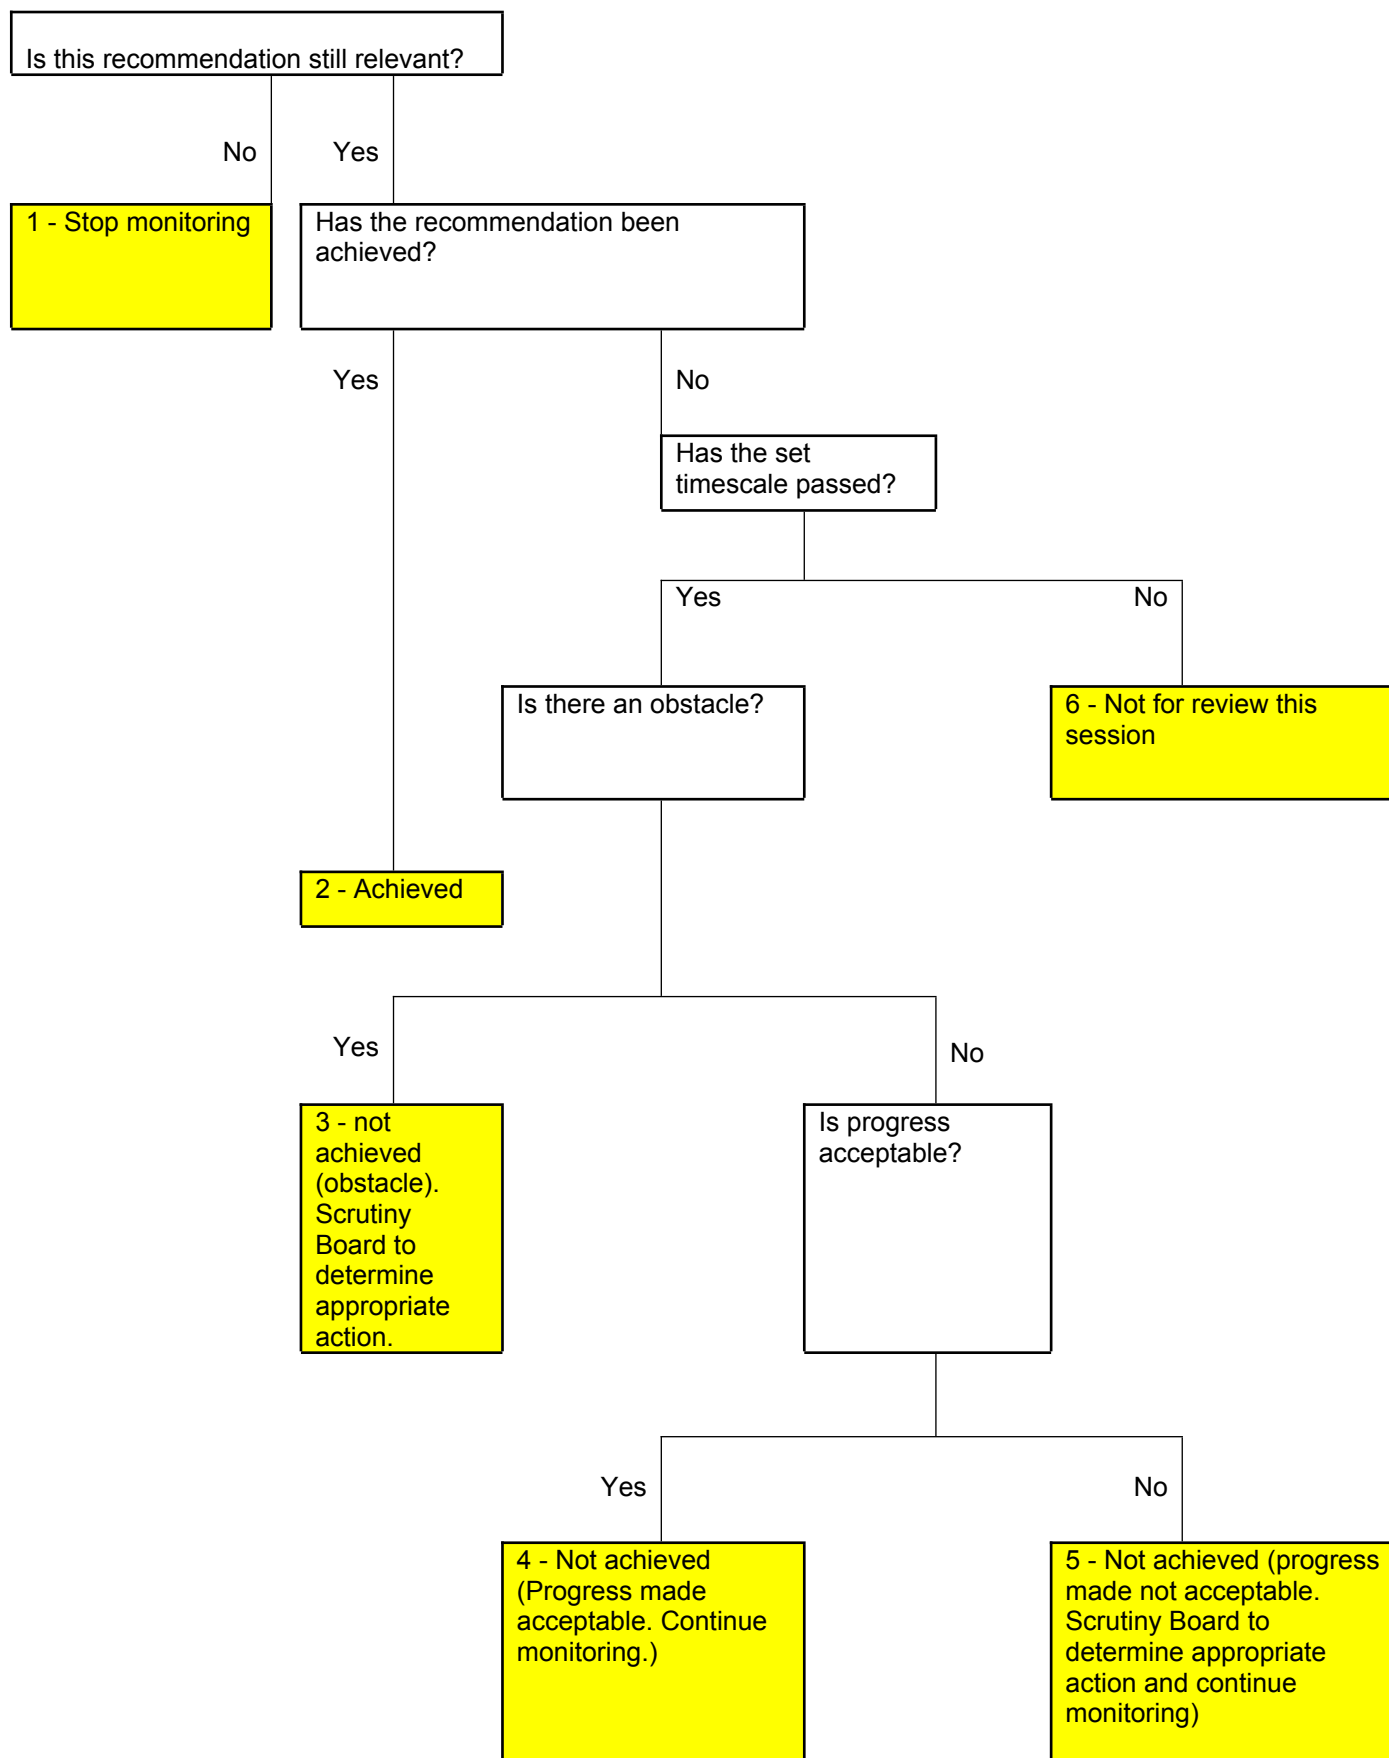 Is this recommendation still relevant?
No
Yes
1 - Stop monitoring
Has the recommendation been
achieved?
Yes
No
Has the set
timescale passed?
Yes
No
Is there an obstacle?
6 - Not for review this
session
2 - Achieved
Yes
No
3 - not
achieved
(obstacle).
Scrutiny
Board to
determine
appropriate
action.
Is progress
acceptable?
Yes
No
4 - Not achieved
(Progress made
acceptable. Continue
monitoring.)
5 - Not achieved (progress
made not acceptable.
Scrutiny Board to
determine appropriate
action and continue
monitoring)